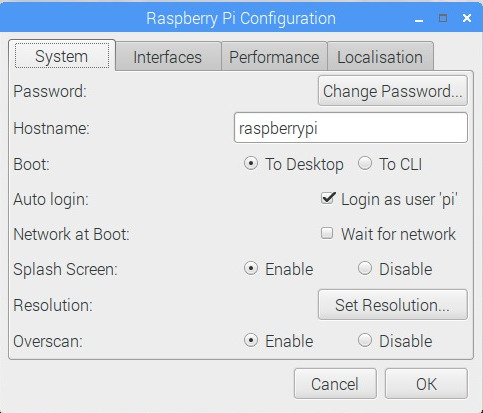 Raspberry Pi Configuration
System Interfaces Performance Localisation
Password: Change Password...
Hostname: raspberrypi
Boot: To Desktop To CLI
Auto login: Login as user 'pi'
Network at Boot: Wait for network
Splash Screen: Enable Disable
Resolution: Set Resolution...
Overscan: Enable Disable
Cancel OK